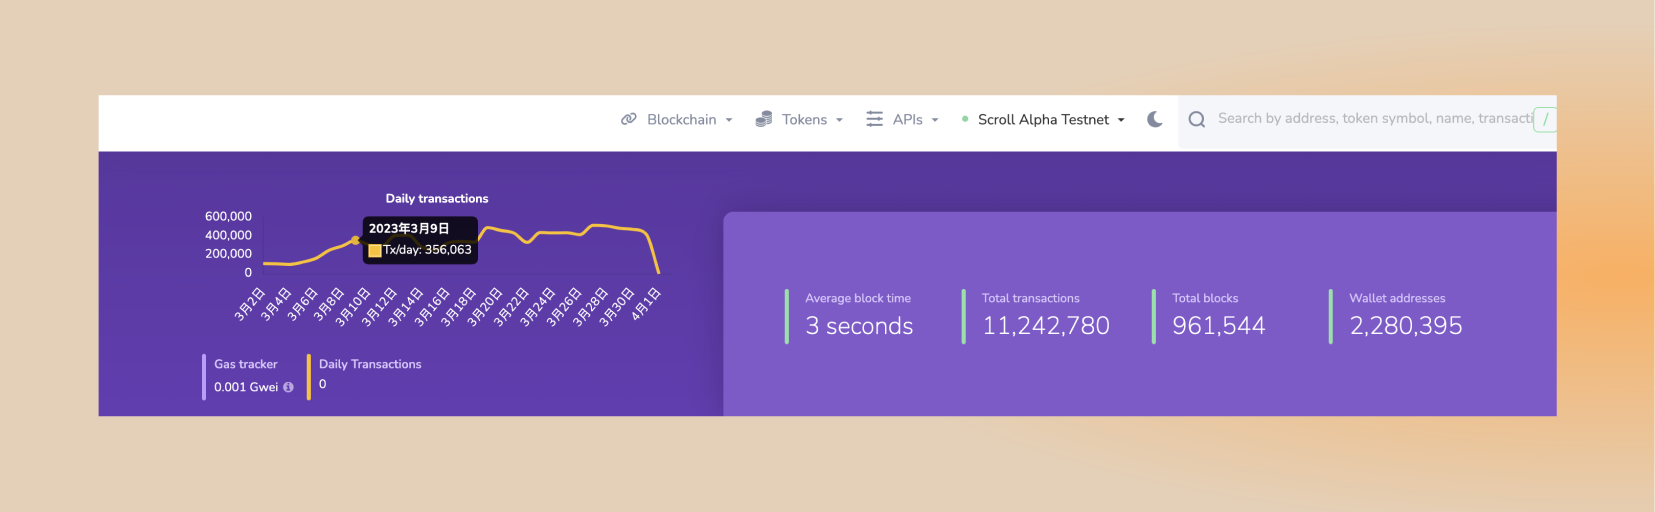 Blockchain
Tokens
APIs
Scroll Alpha Testnet
Search by address, token symbol, name, transacti
/
Daily transactions
600,000
400,000
200,000
0
2023年3月9日
Tx/day: 356,063
3月2日
3月4日
3月6日
3月8日
3月10日
3月12日
3月14日
3月16日
3月18日
3月20日
3月22日
3月24日
3月26日
3月28日
3月30日
4月1日
Gas tracker
0.001 Gwei
Daily Transactions
0
Average block time
3 seconds
Total transactions
11,242,780
Total blocks
961,544
Wallet addresses
2,280,395